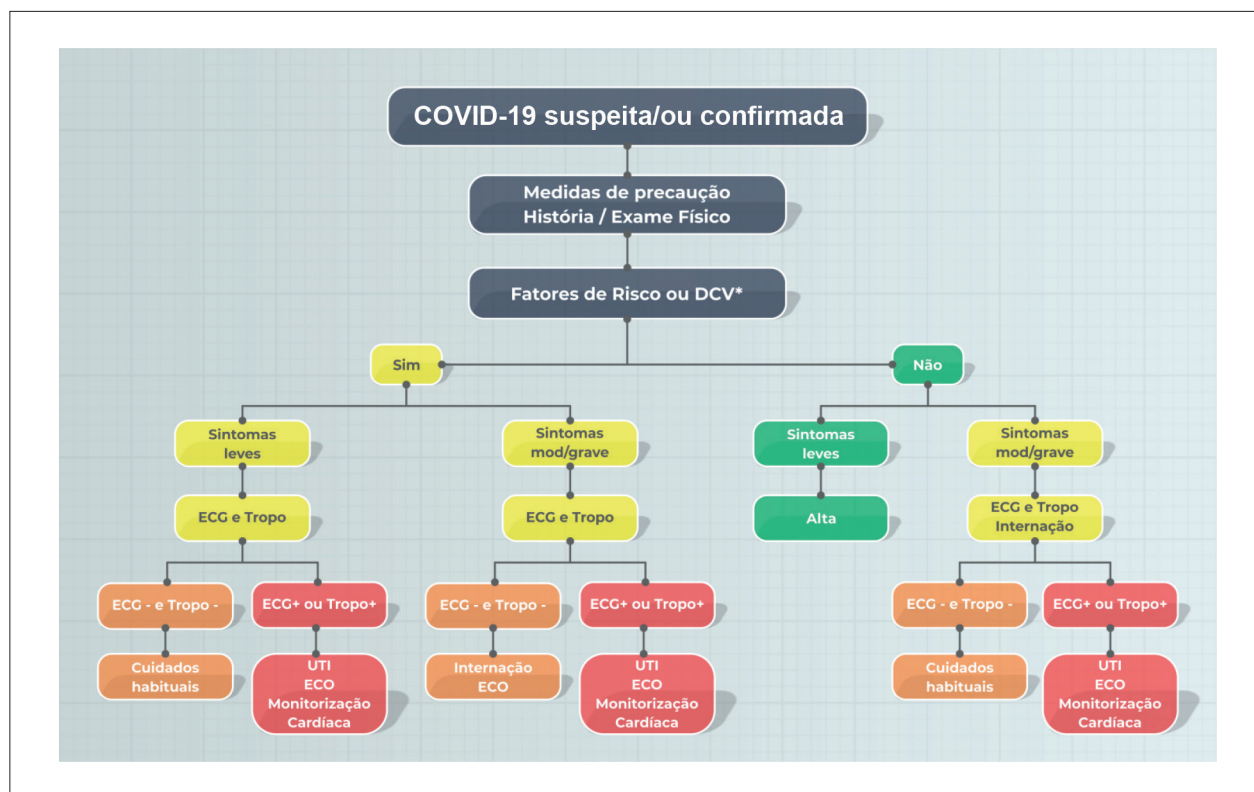 COVID-19 suspeita/ou confirmada
Medidas de precaução
História / Exame Físico
Fatores de Risco ou DCV*
Sim
Não
Sintomas
leves
Sintomas
mod/grave
Sintomas
leves
Sintomas
mod/grave
ECG e Tropo
ECG e Tropo
Alta
ECG e Tropo
Internação
ECG - e Tropo -
ECG+ ou Tropo+
ECG - e Tropo -
ECG+ ou Tropo+
ECG - e Tropo -
ECG+ ou Tropo+
Cuidados
habituais
UTI
ECO
Monitorização
Cardíaca
Internação
ECO
UTI
ECO
Monitorização
Cardíaca
Cuidados
habituais
UTI
ECO
Monitorização
Cardíaca